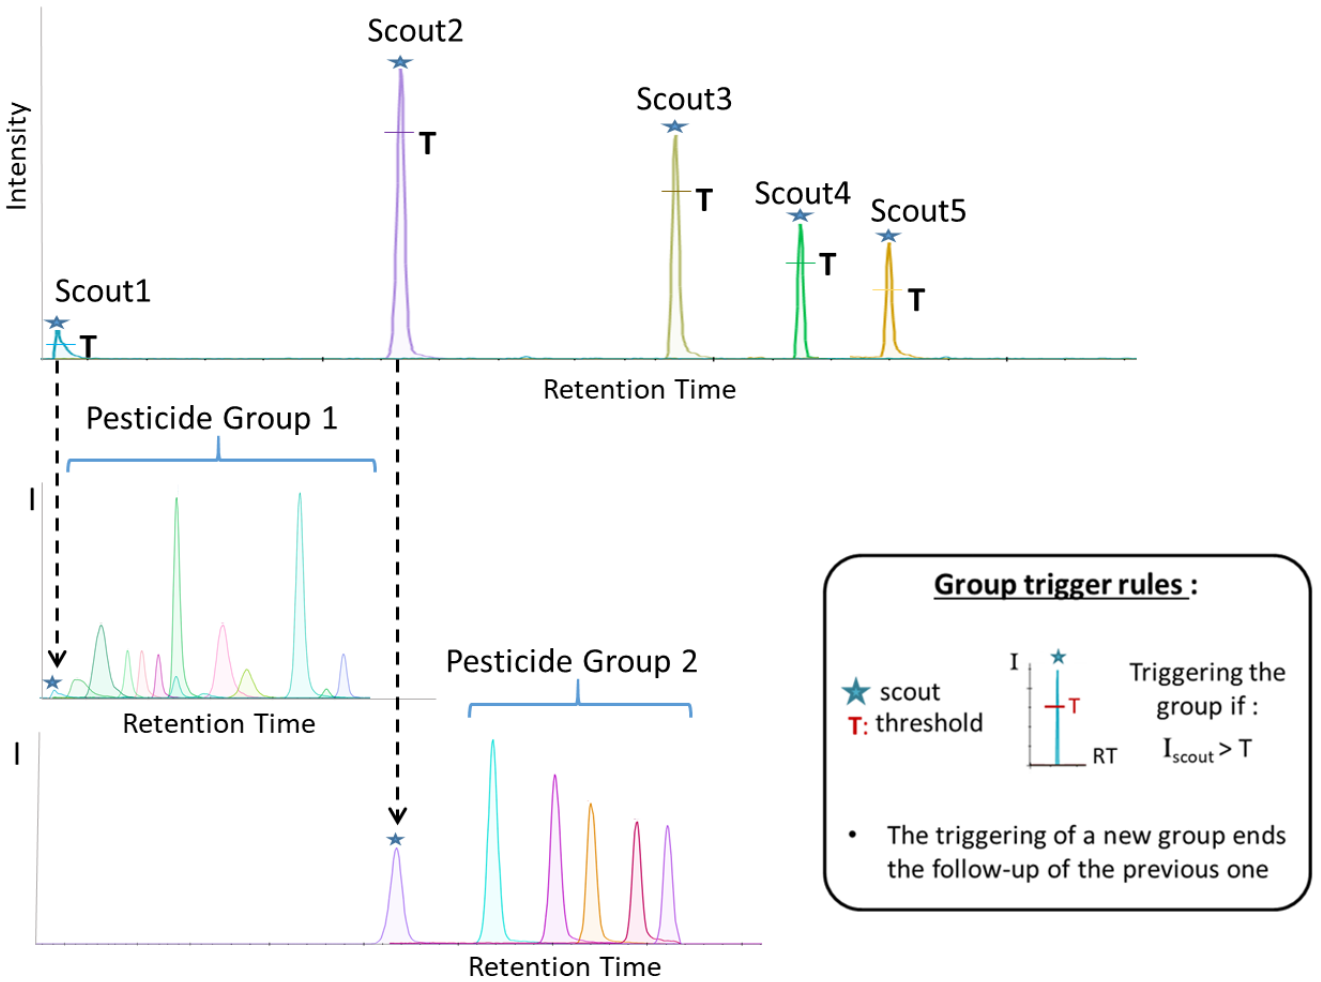 Scout2
Intensity
T
Scout3
T
Scout4
T
Scout5
T
Scout1
T
Retention Time
Pesticide Group 1
I
Retention Time
Pesticide Group 2
I
Retention Time
Group trigger rules :
scout
T: threshold
I
T
RT
Triggering the
group if :
Iscout > T
• The triggering of a new group ends
the follow-up of the previous one